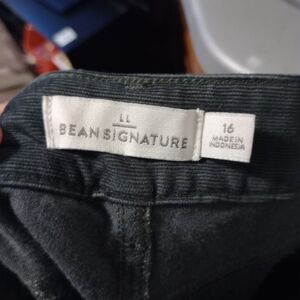 LL
BEAN SIGNATURE
16
MADE IN
INDONESIA